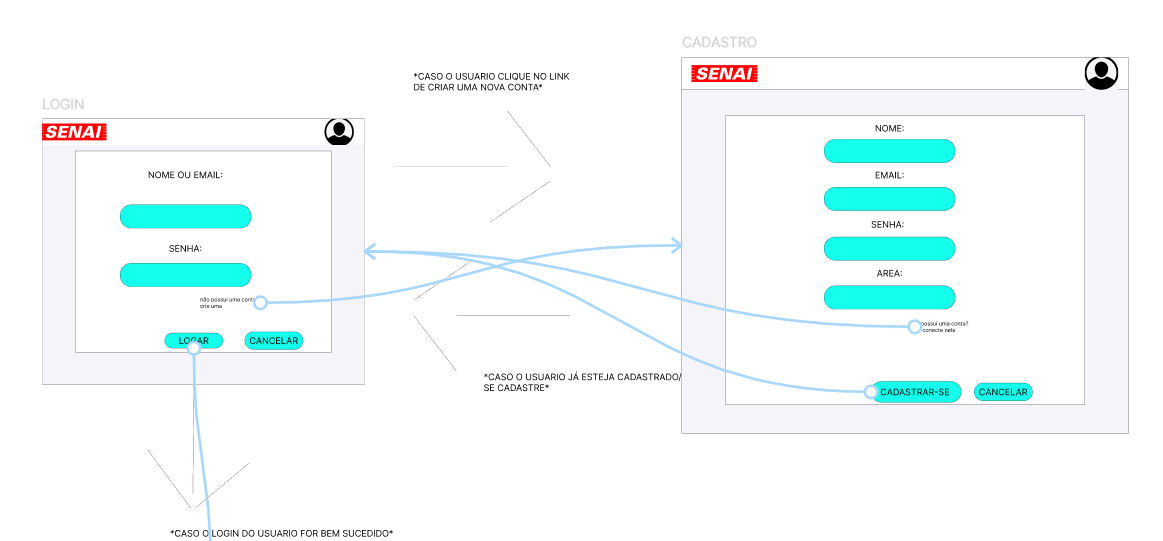 CADASTRO
SENAI
*CASO O USUARIO CLIQUE NO LINK
DE CRIAR UMA NOVA CONTA*
LOGIN
SENAI
NOME OU EMAIL:
SENHA:
não possui uma conta
crie uma
LOGAR
CANCELAR
NOME:
EMAIL:
SENHA:
AREA:
possui uma conta?
conecte nela
CADASTRAR-SE
CANCELAR
*CASO O USUARIO JÁ ESTEJA CADASTRADO/
SE CADASTRE*
*CASO O LOGIN DO USUARIO FOR BEM SUCEDIDO*